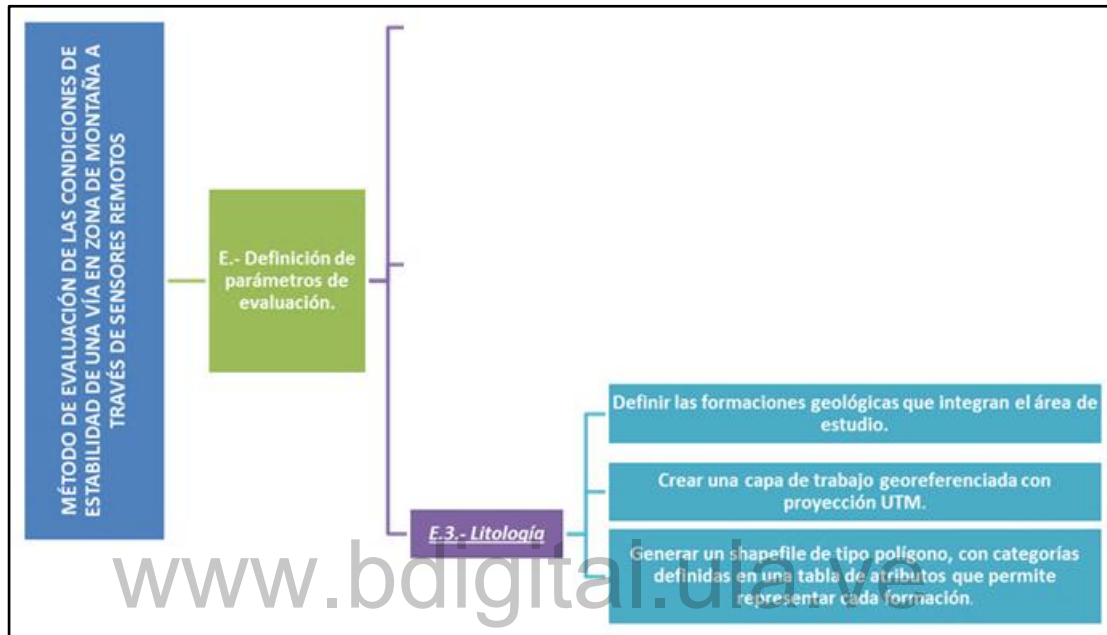 MÉTODO DE EVALUACIÓN DE LAS CONDICIONES DE
ESTABILIDAD DE UNA VÍA EN ZONA DE MONTAÑA A
TRAVÉS DE SENSORES REMOTOS
E.- Definición de
parámetros de
evaluación.
E.3.- Litología
Definir las formaciones geológicas que integran el área de
estudio.
Crear una capa de trabajo georeferenciada con
proyección UTM.
Generar un shapefile de tipo polígono, con categorías
definidas en una tabla de atributos que permite
representar cada formación.
www.bdigital.ula.ve